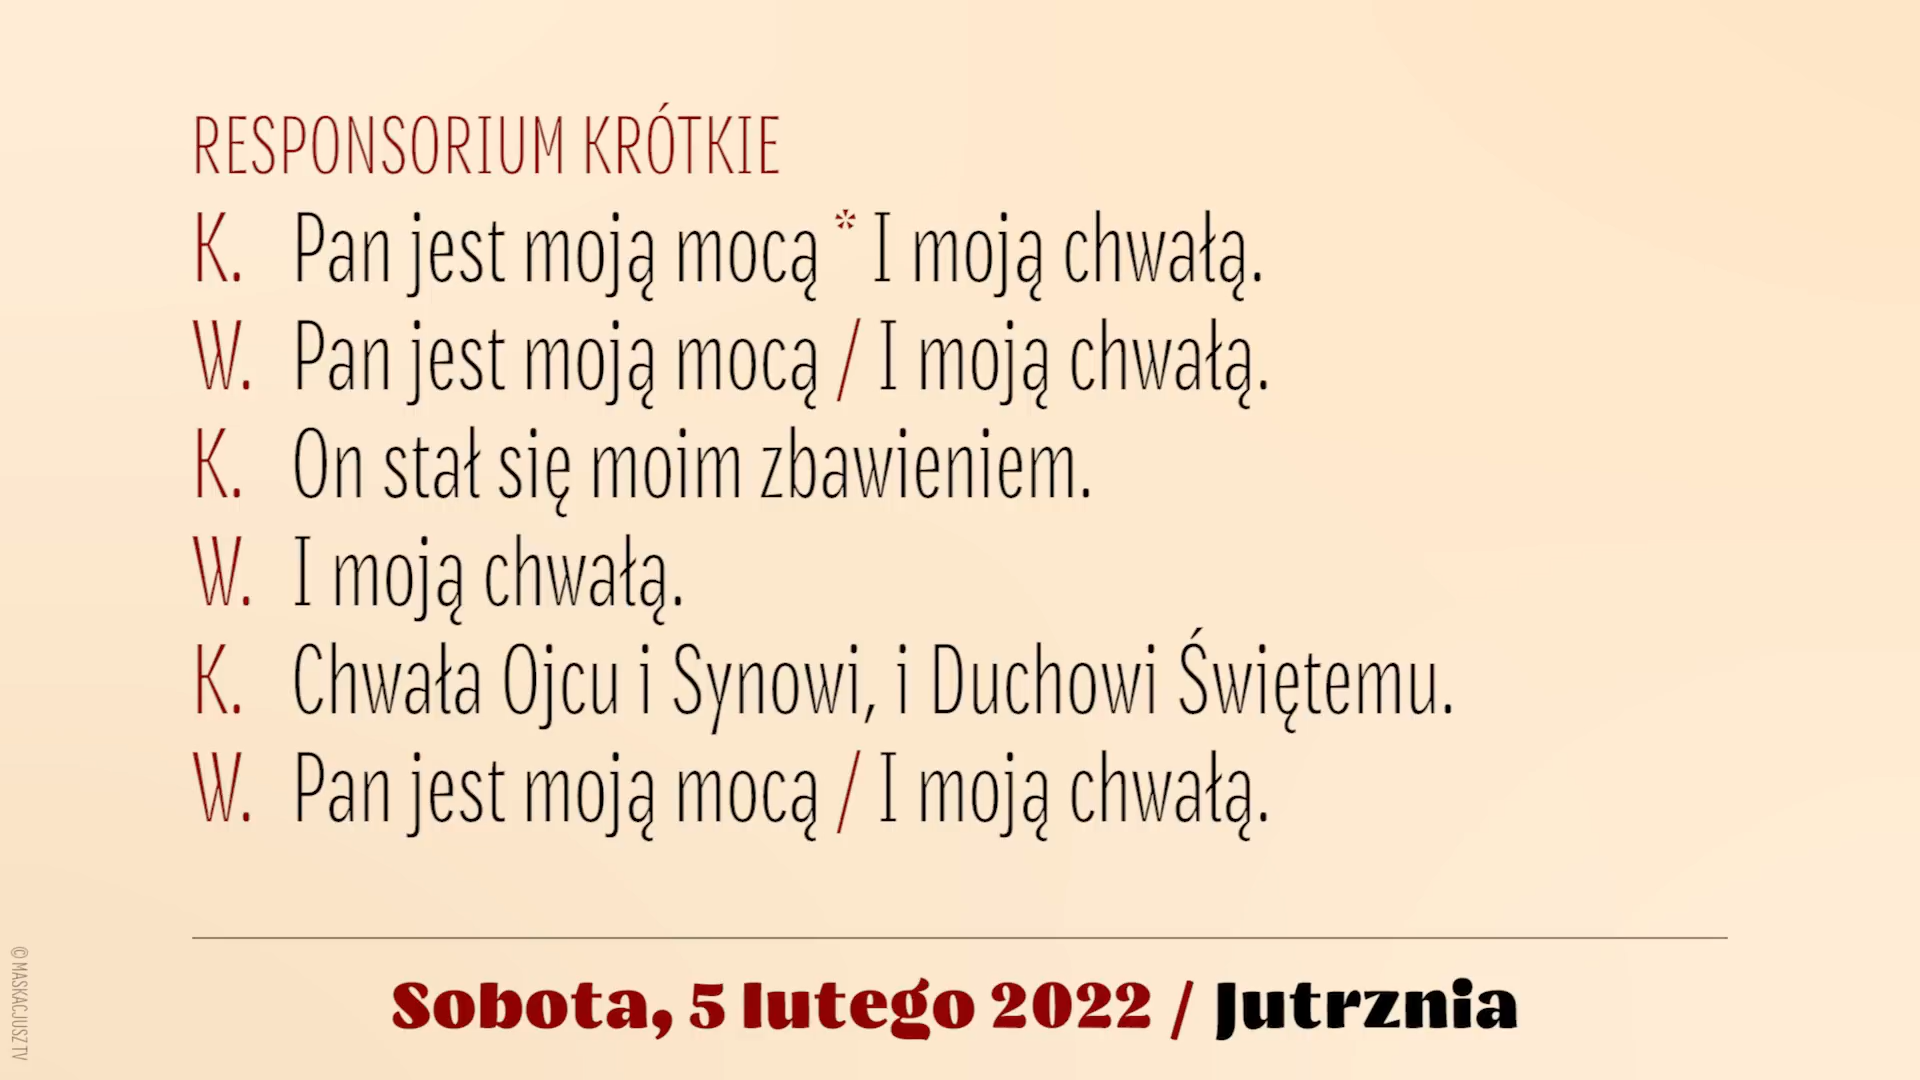 RESPONSORIUM KRÓTKIE
K. Pan jest moją mocą * I moją chwałą.
W. Pan jest moją mocą / I moją chwałą.
K. On stał się moim zbawieniem.
W. I moją chwałą.
K. Chwała Ojcu i Synowi, i Duchowi Świętemu.
W. Pan jest moją mocą / I moją chwałą.
Sobota, 5 lutego 2022 / Jutrznia
© MASKACJUSZ TV